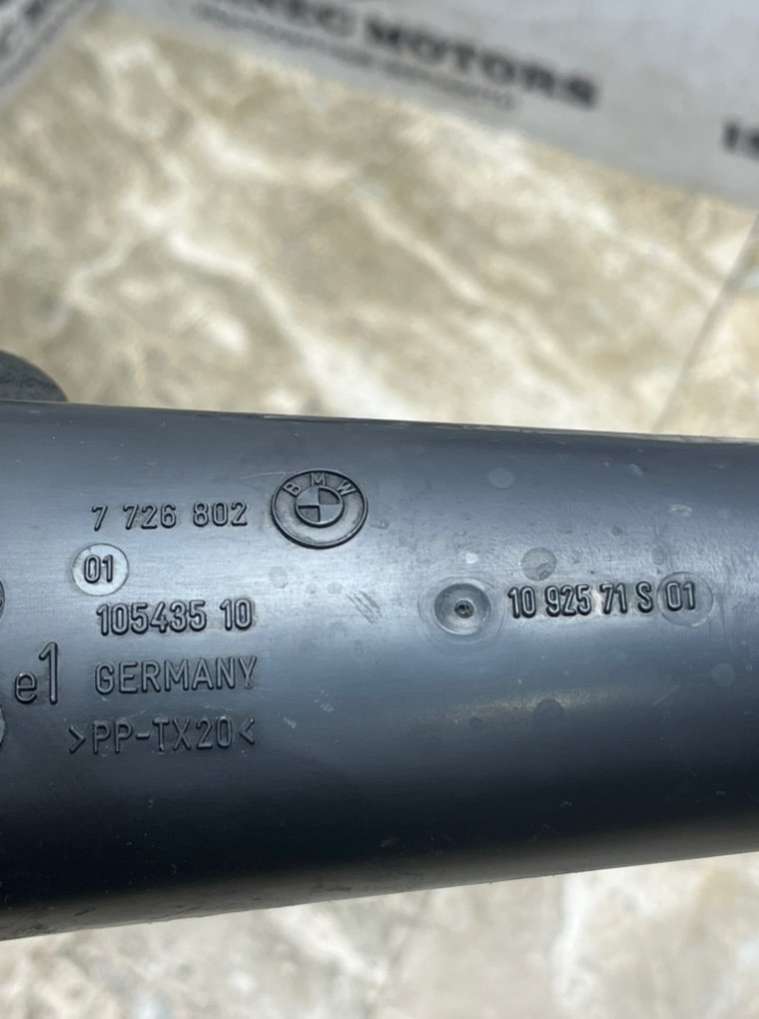 MOTORS
7 726 802
BMW
01
105435 10
10 925 71 S 01
e1
GERMANY
>PP-TX20<